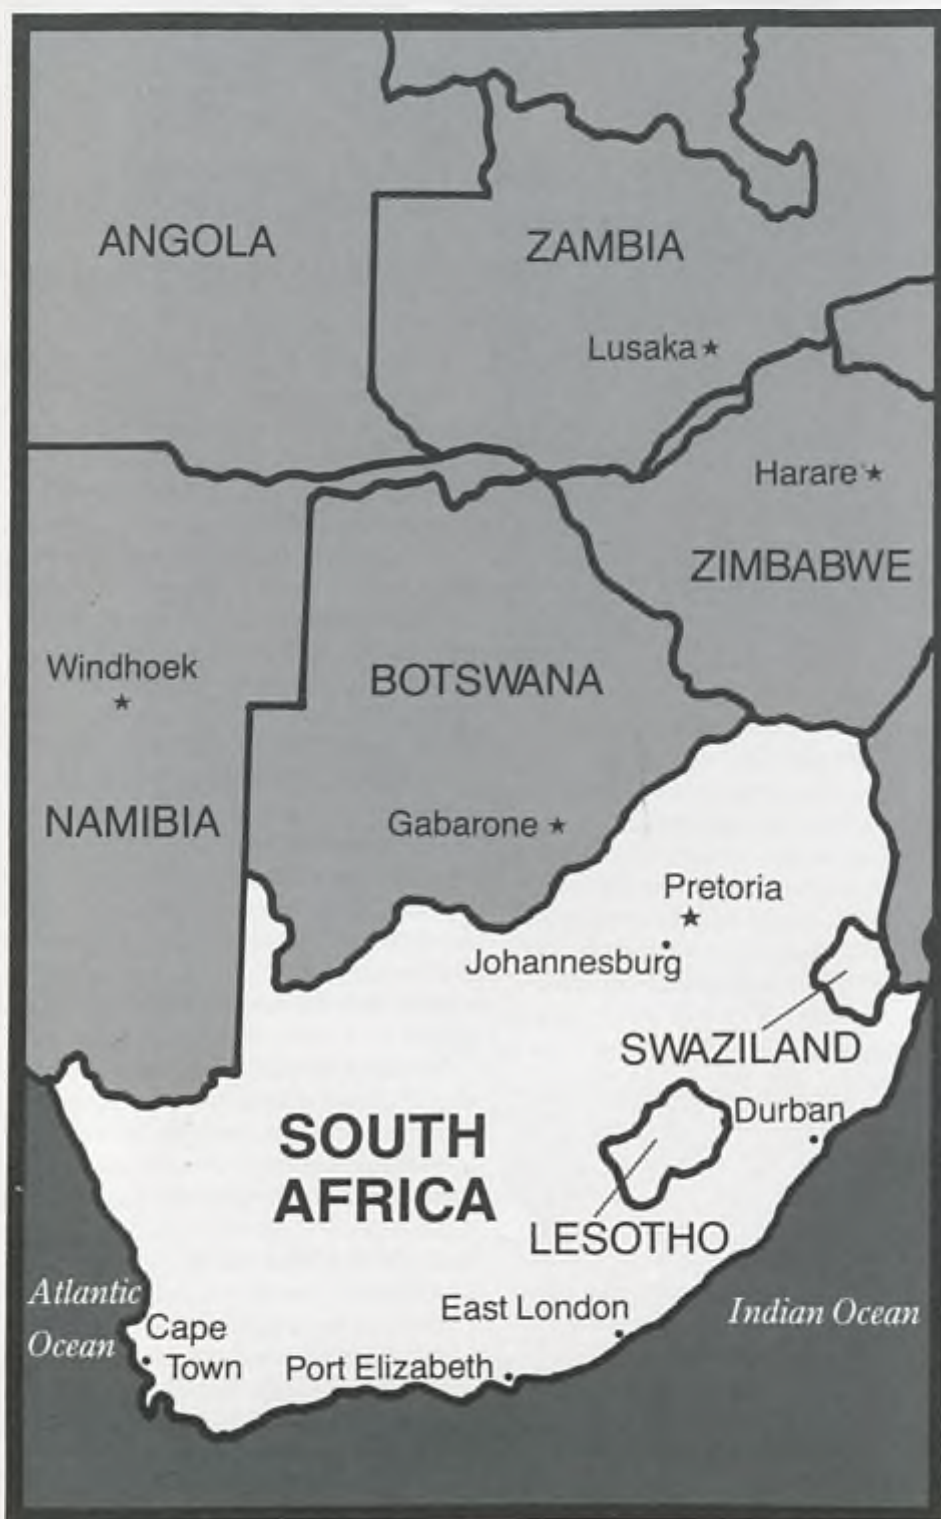 ANGOLA
ZAMBIA
Lusaka
Harare
ZIMBABWE
Windhoek
BOTSWANA
NAMIBIA
Gabarone
Pretoria
Johannesburg
SWAZILAND
Durban
SOUTH
AFRICA
LESOTHO
Atlantic
Ocean
East London
Indian Ocean
Cape
Town
Port Elizabeth